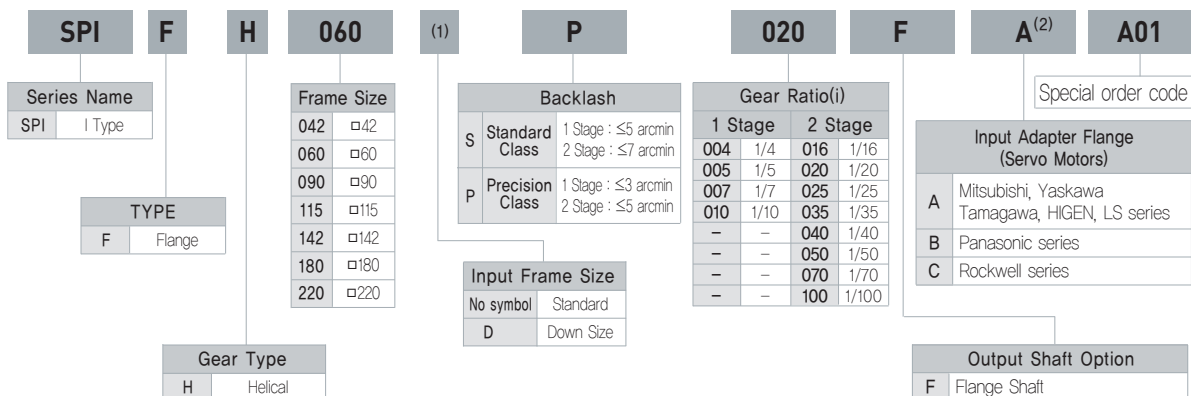 SPI F H 060 (1) P 020 F A(2) A01
Series Name
SPI I Type
TYPE
F Flange
Gear Type
H Helical
Frame Size
042 □42
060 □60
090 □90
115 □115
142 □142
180 □180
220 □220
Backlash
S Standard Class 1 Stage : ≤5 arcmin
2 Stage : ≤7 arcmin
P Precision Class 1 Stage : ≤3 arcmin
2 Stage : ≤5 arcmin
Input Frame Size
No symbol Standard
D Down Size
Gear Ratio(i)
1 Stage 2 Stage
004 1/4 016 1/16
005 1/5 020 1/20
007 1/7 025 1/25
010 1/10 035 1/35
– – 040 1/40
– – 050 1/50
– – 070 1/70
– – 100 1/100
Special order code
Input Adapter Flange
(Servo Motors)
A Mitsubishi, Yaskawa
Tamagawa, HIGEN, LS series
B Panasonic series
C Rockwell series
Output Shaft Option
F Flange Shaft